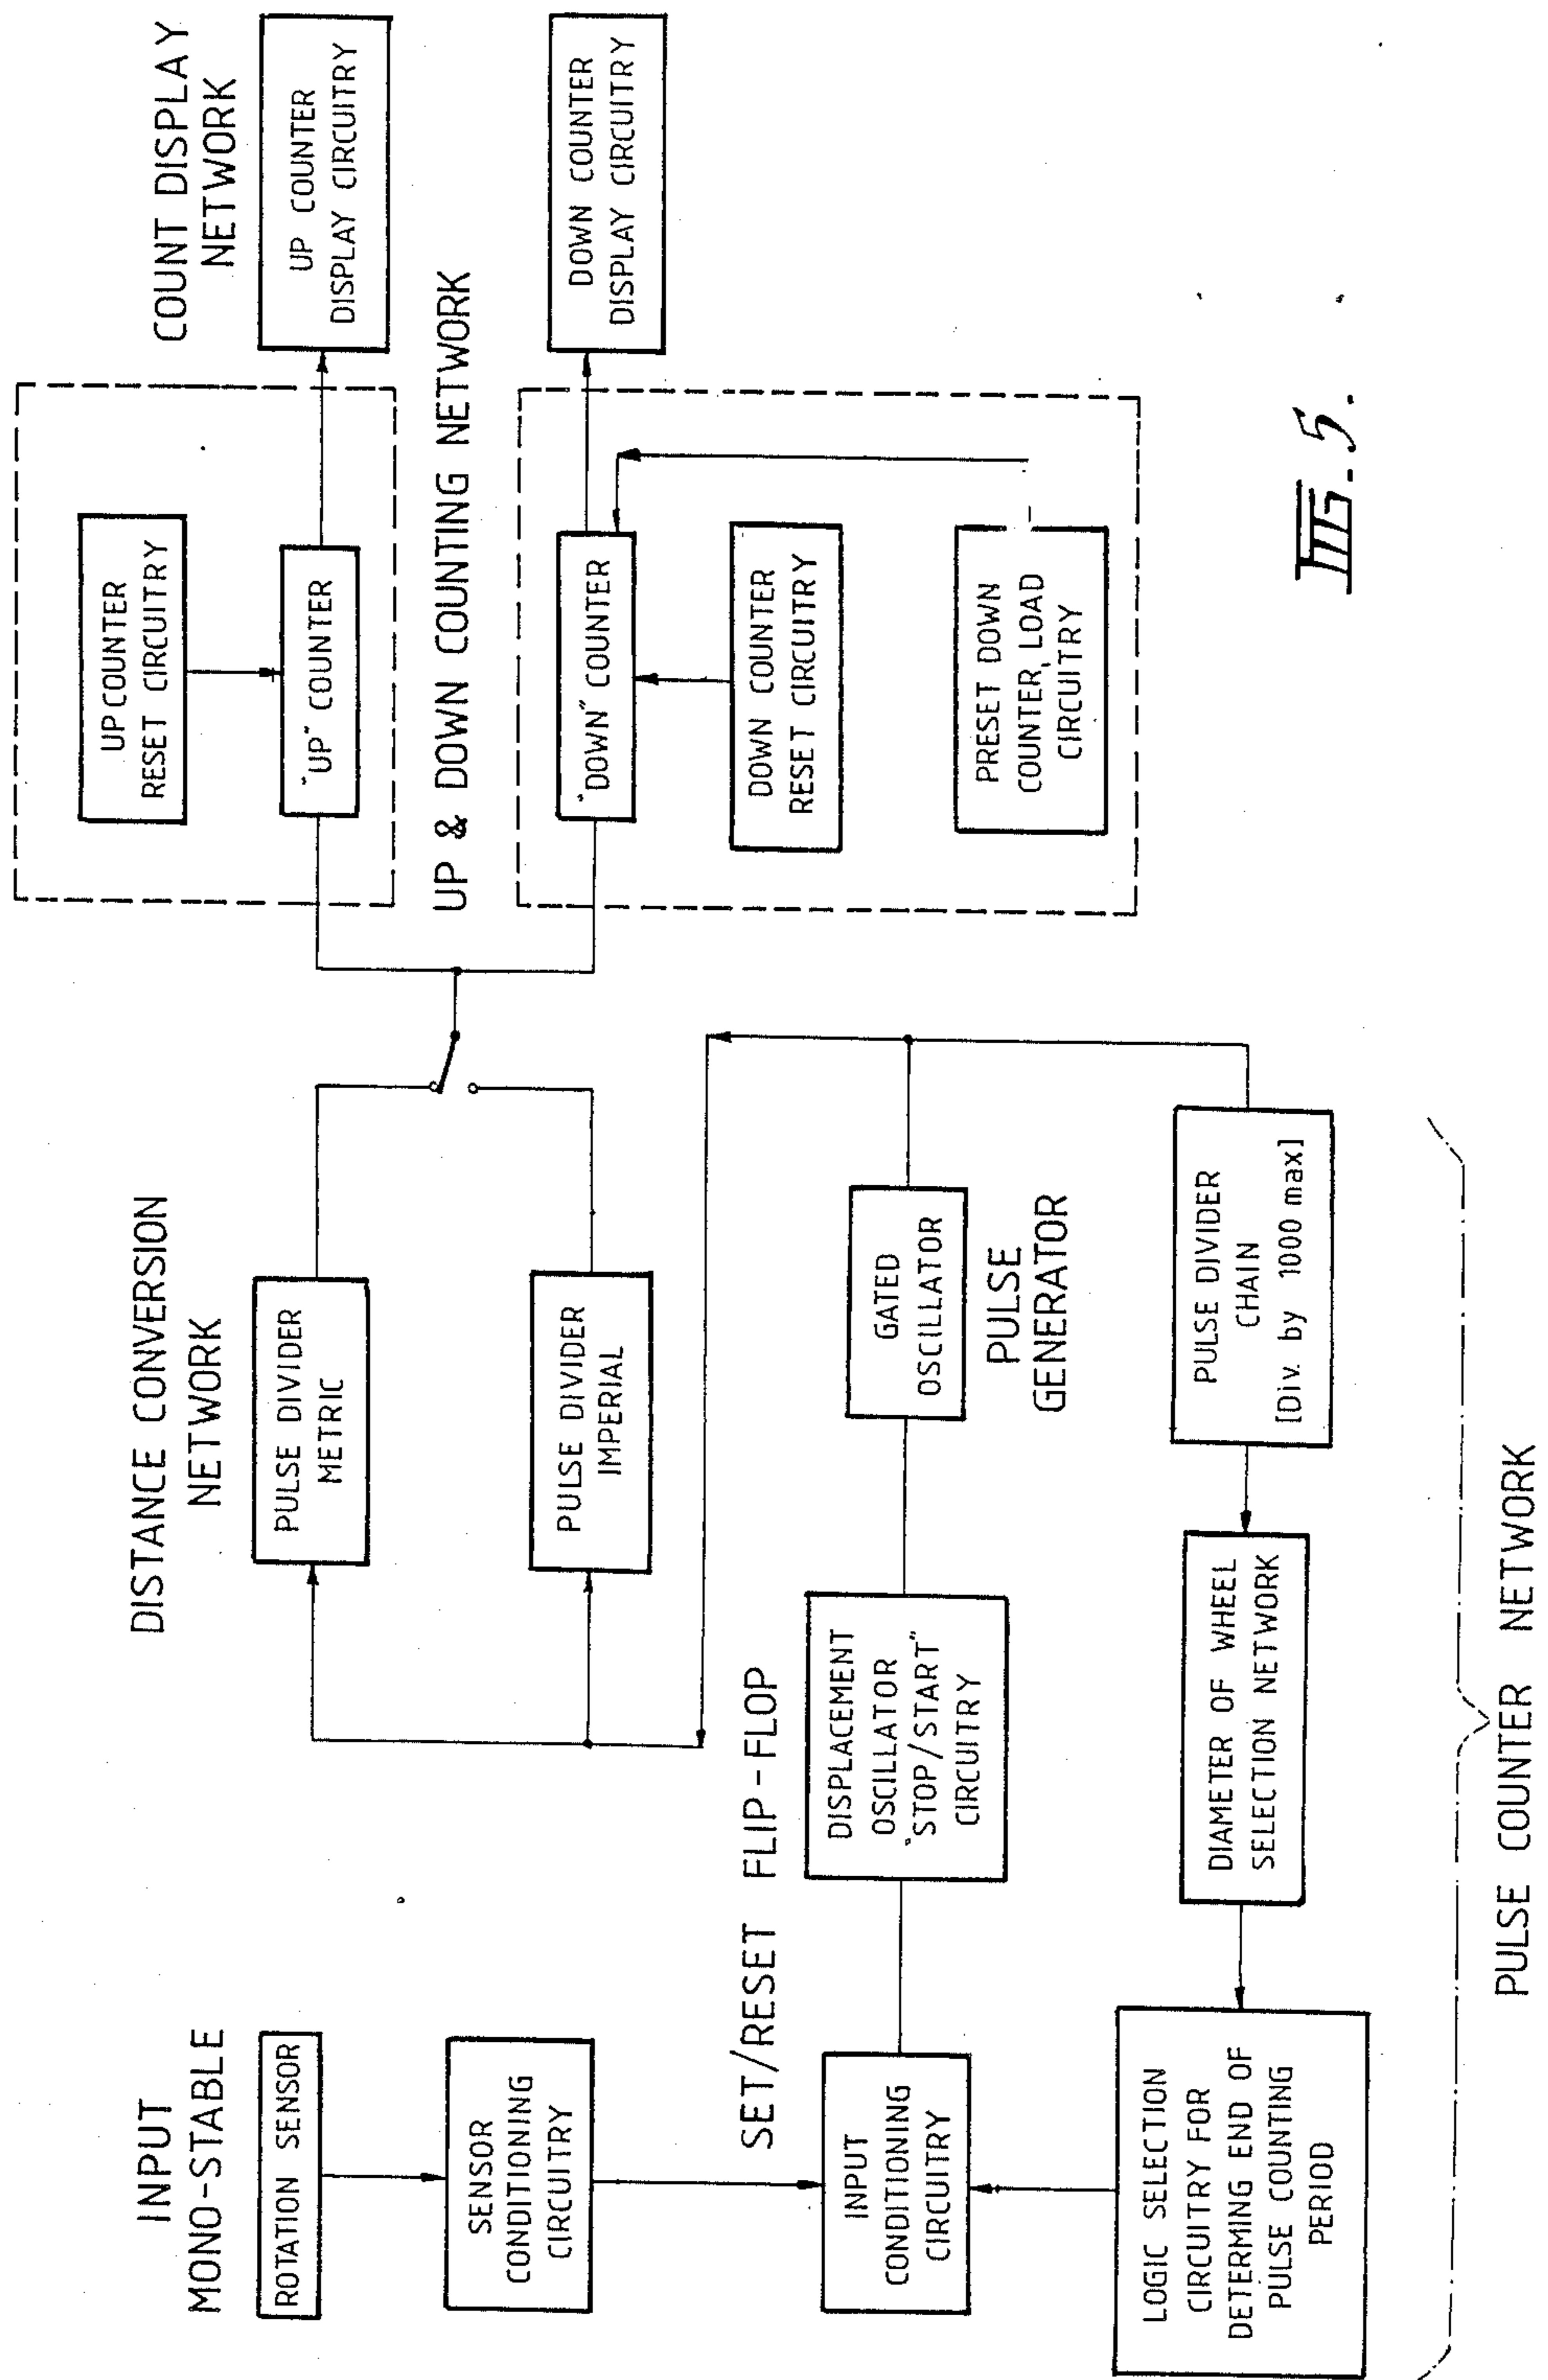 INPUT
MONO-STABLE
ROTATION SENSOR
SENSOR
CONDITIONING
CIRCUITRY
SET/RESET FLIP-FLOP
INPUT
CONDITIONING
CIRCUITRY
LOGIC SELECTION
CIRCUITRY FOR
DETERMING END OF
PULSE COUNTING
PERIOD
DISPLACEMENT
OSCILLATOR
"STOP/START"
CIRCUITRY
DIAMETER OF WHEEL
SELECTION NETWORK
DISTANCE CONVERSION
NETWORK
PULSE DIVIDER
METRIC
PULSE DIVIDER
IMPERIAL
GATED
OSCILLATOR
PULSE
GENERATOR
PULSE DIVIDER
CHAIN
[Div. by 1000 max]
PULSE COUNTER NETWORK
UP COUNTER
RESET CIRCUITRY
"UP" COUNTER
UP & DOWN COUNTING NETWORK
"DOWN" COUNTER
DOWN COUNTER
RESET CIRCUITRY
PRESET DOWN
COUNTER, LOAD
CIRCUITRY
COUNT DISPLAY
NETWORK
UP COUNTER
DISPLAY CIRCUITRY
DOWN COUNTER
DISPLAY CIRCUITRY
FIG. 5.